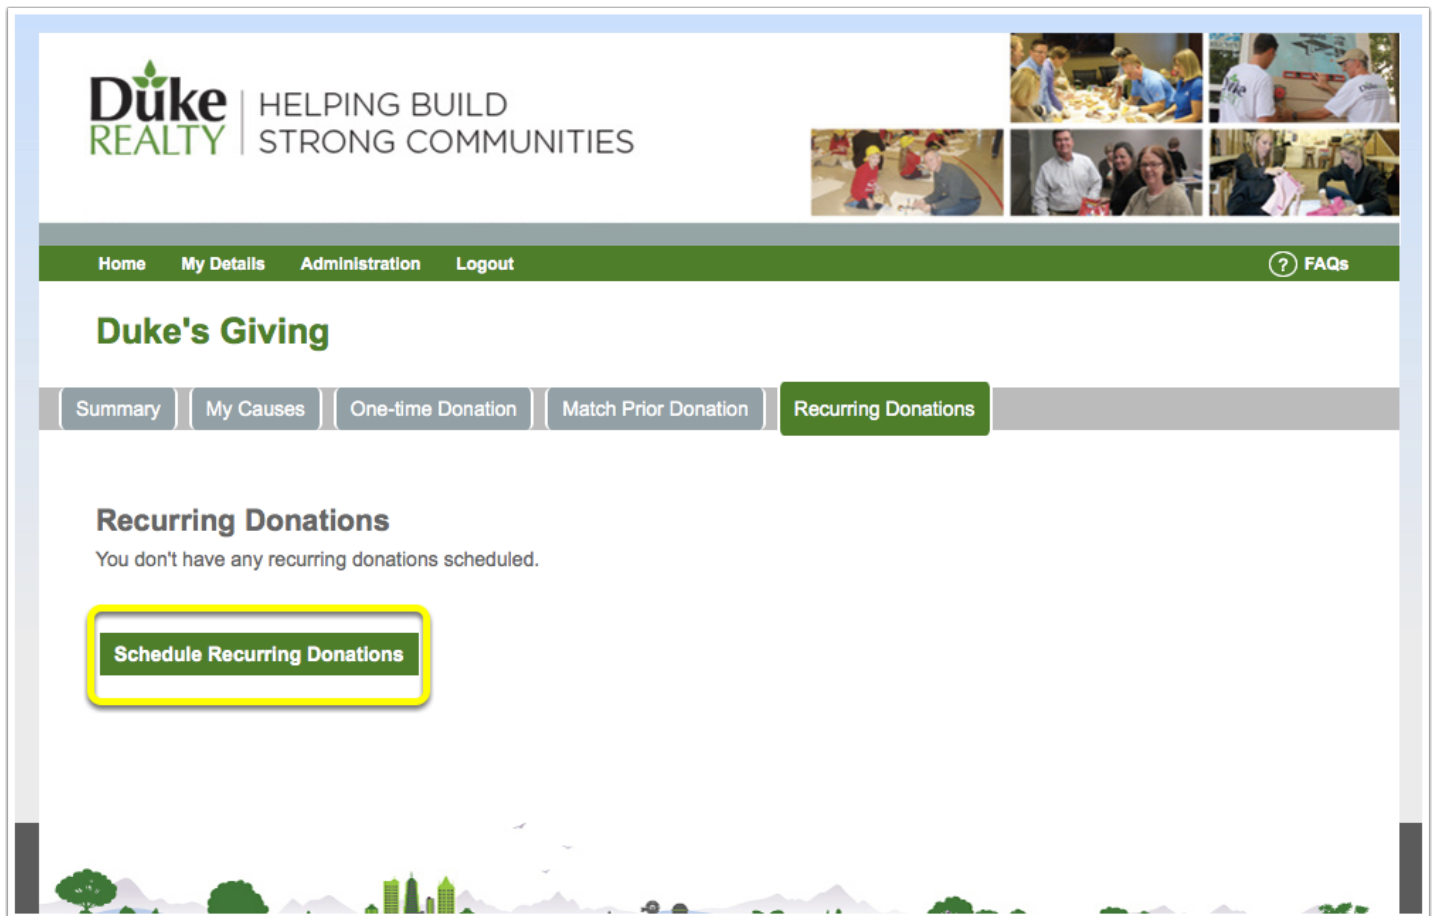 Duke
REALTY
HELPING BUILD
STRONG COMMUNITIES
Home My Details Administration Logout ? FAQs
Duke's Giving
Summary My Causes One-time Donation Match Prior Donation Recurring Donations
Recurring Donations
You don't have any recurring donations scheduled.
Schedule Recurring Donations